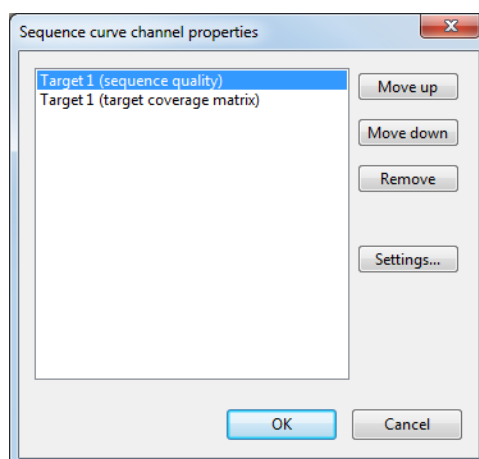 Sequence curve channel properties
Target 1 (sequence quality)
Target 1 (target coverage matrix)
Move up
Move down
Remove
Settings...
OK
Cancel